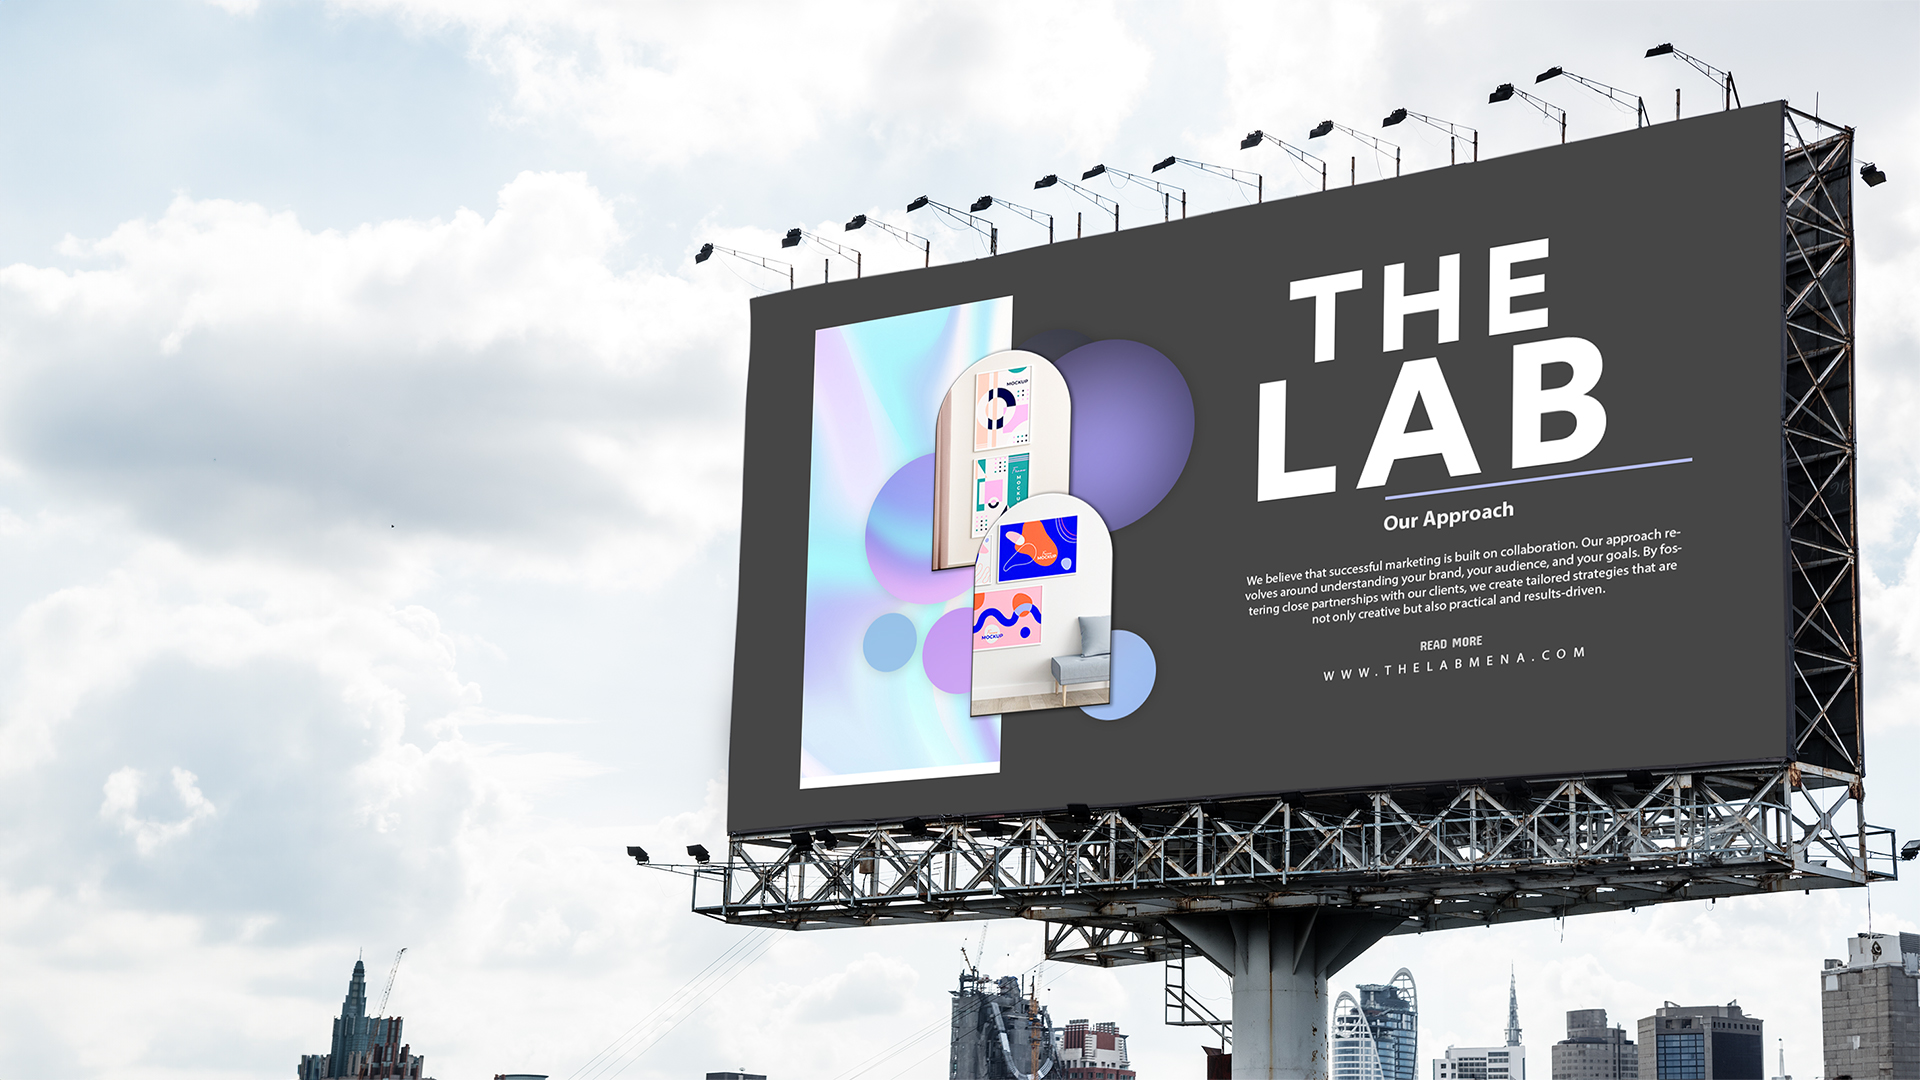 THE
LAB
Our Approach
We believe that successful marketing is built on collaboration. Our approach re-
volves around understanding your brand, your audience, and your goals. By fos-
tering close partnerships with our clients, we create tailored strategies that are
not only creative but also practical and results-driven.
READ MORE
WWW.THELABMENA.COM
MOCKUP
MOCKUP
MOCKUP